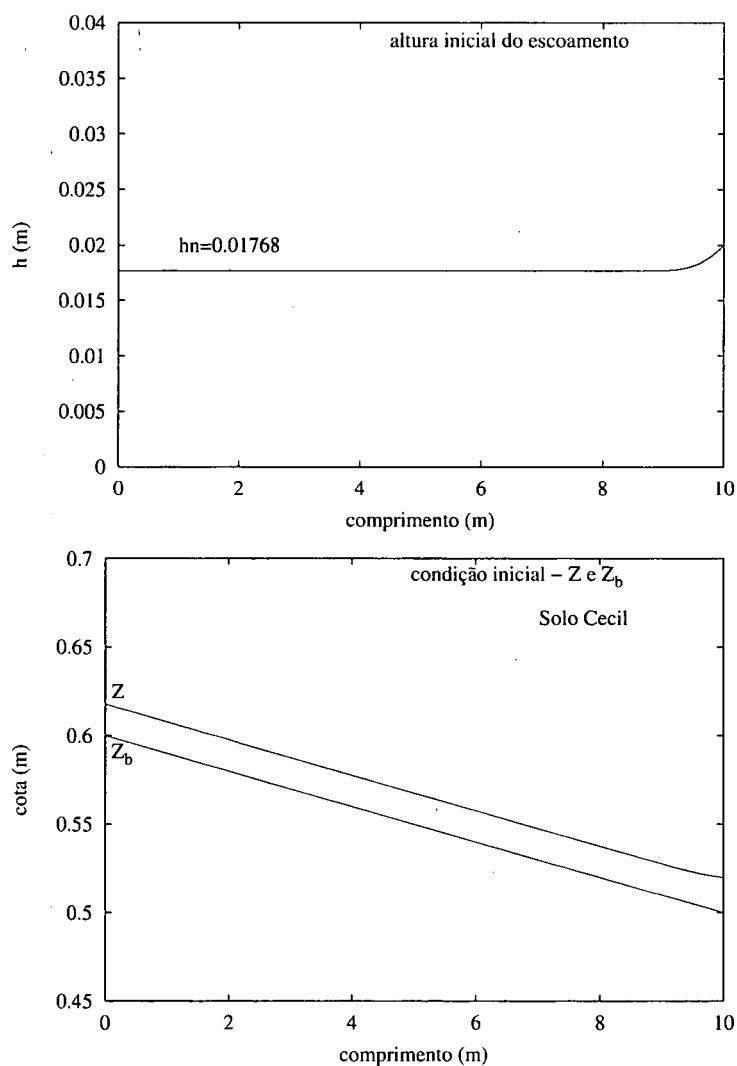 altura inicial do escoamento
0.04
0.035
0.03
0.025
0.02
0.015
0.01
0.005
0
h (m)
hn=0.01768
0 2 4 6 8 10
comprimento (m)
condição inicial – Z e Z_b
Solo Cecil
0.7
0.65
0.6
0.55
0.5
0.45
cota (m)
Z
Z_b
0 2 4 6 8 10
comprimento (m)